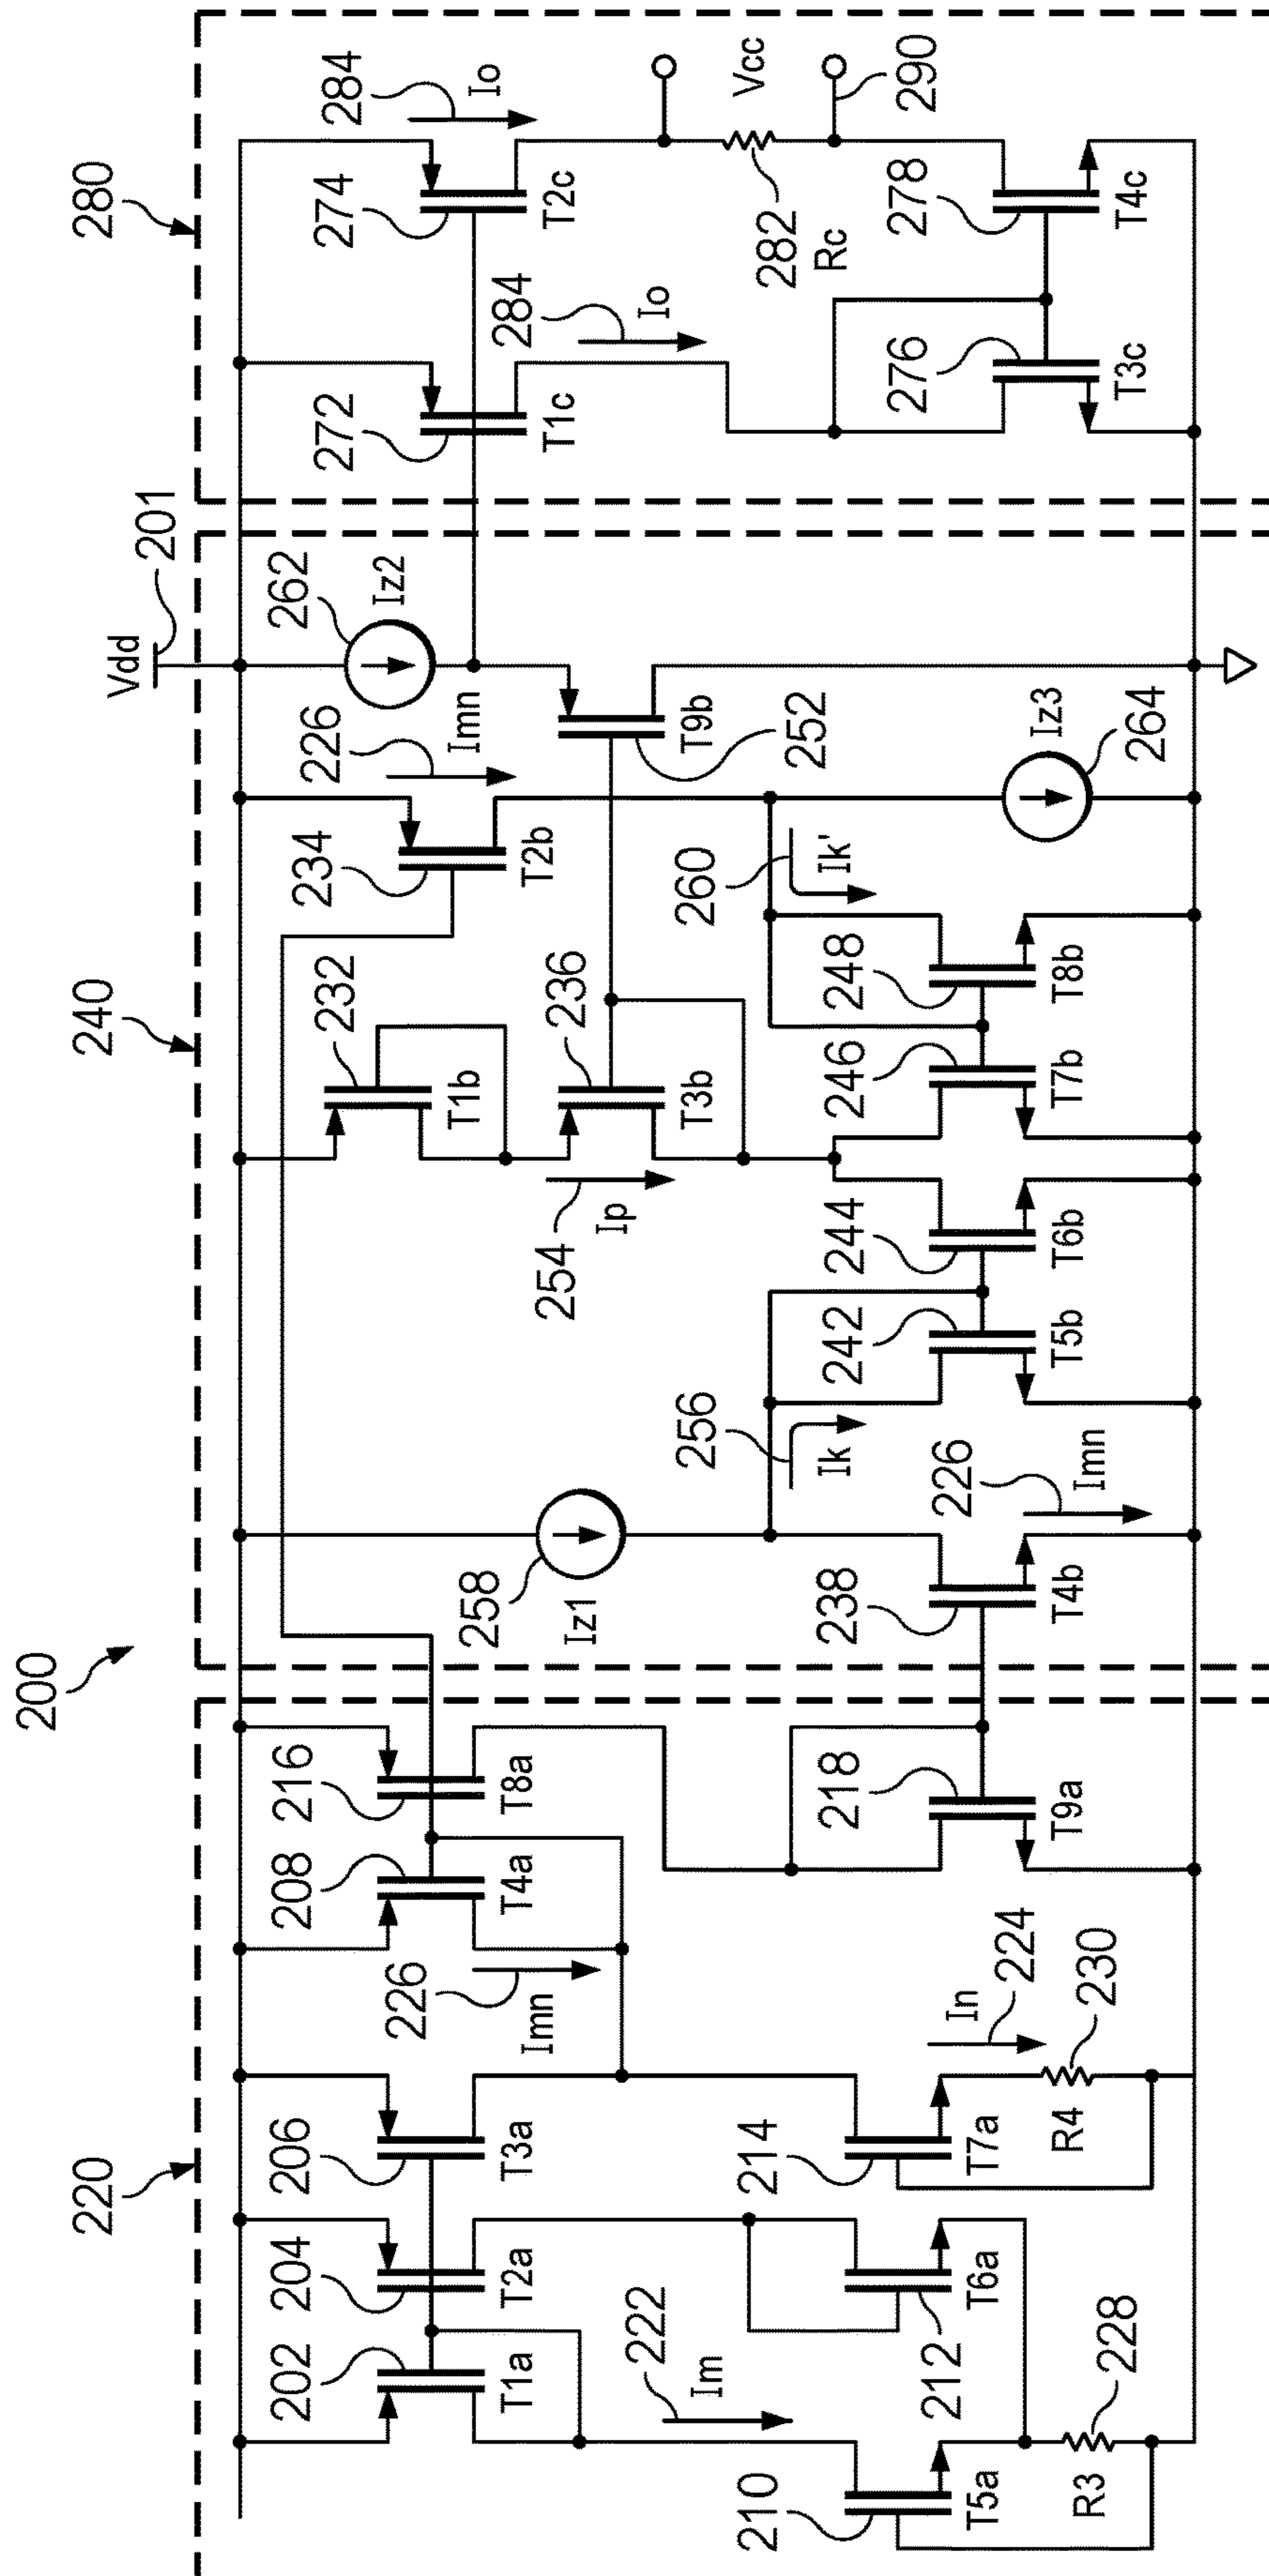 200
220
240
280
Vdd
201
202
T1a
204
T2a
206
T3a
208
T4a
216
T8a
226
Imn
222
Im
210
T5a
212
T6a
214
T7a
In
224
R3
228
R4
230
218
T9a
258
Iz1
238
T4b
226
Imn
256
Ik
242
T5b
244
T6b
246
T7b
248
T8b
232
T1b
236
T3b
254
Ip
234
T2b
226
Imn
262
Iz2
T9b
252
260
Ik'
Iz3
264
272
T1c
284
Io
274
T2c
284
Io
276
T3c
278
T4c
282
Rc
Vcc
290